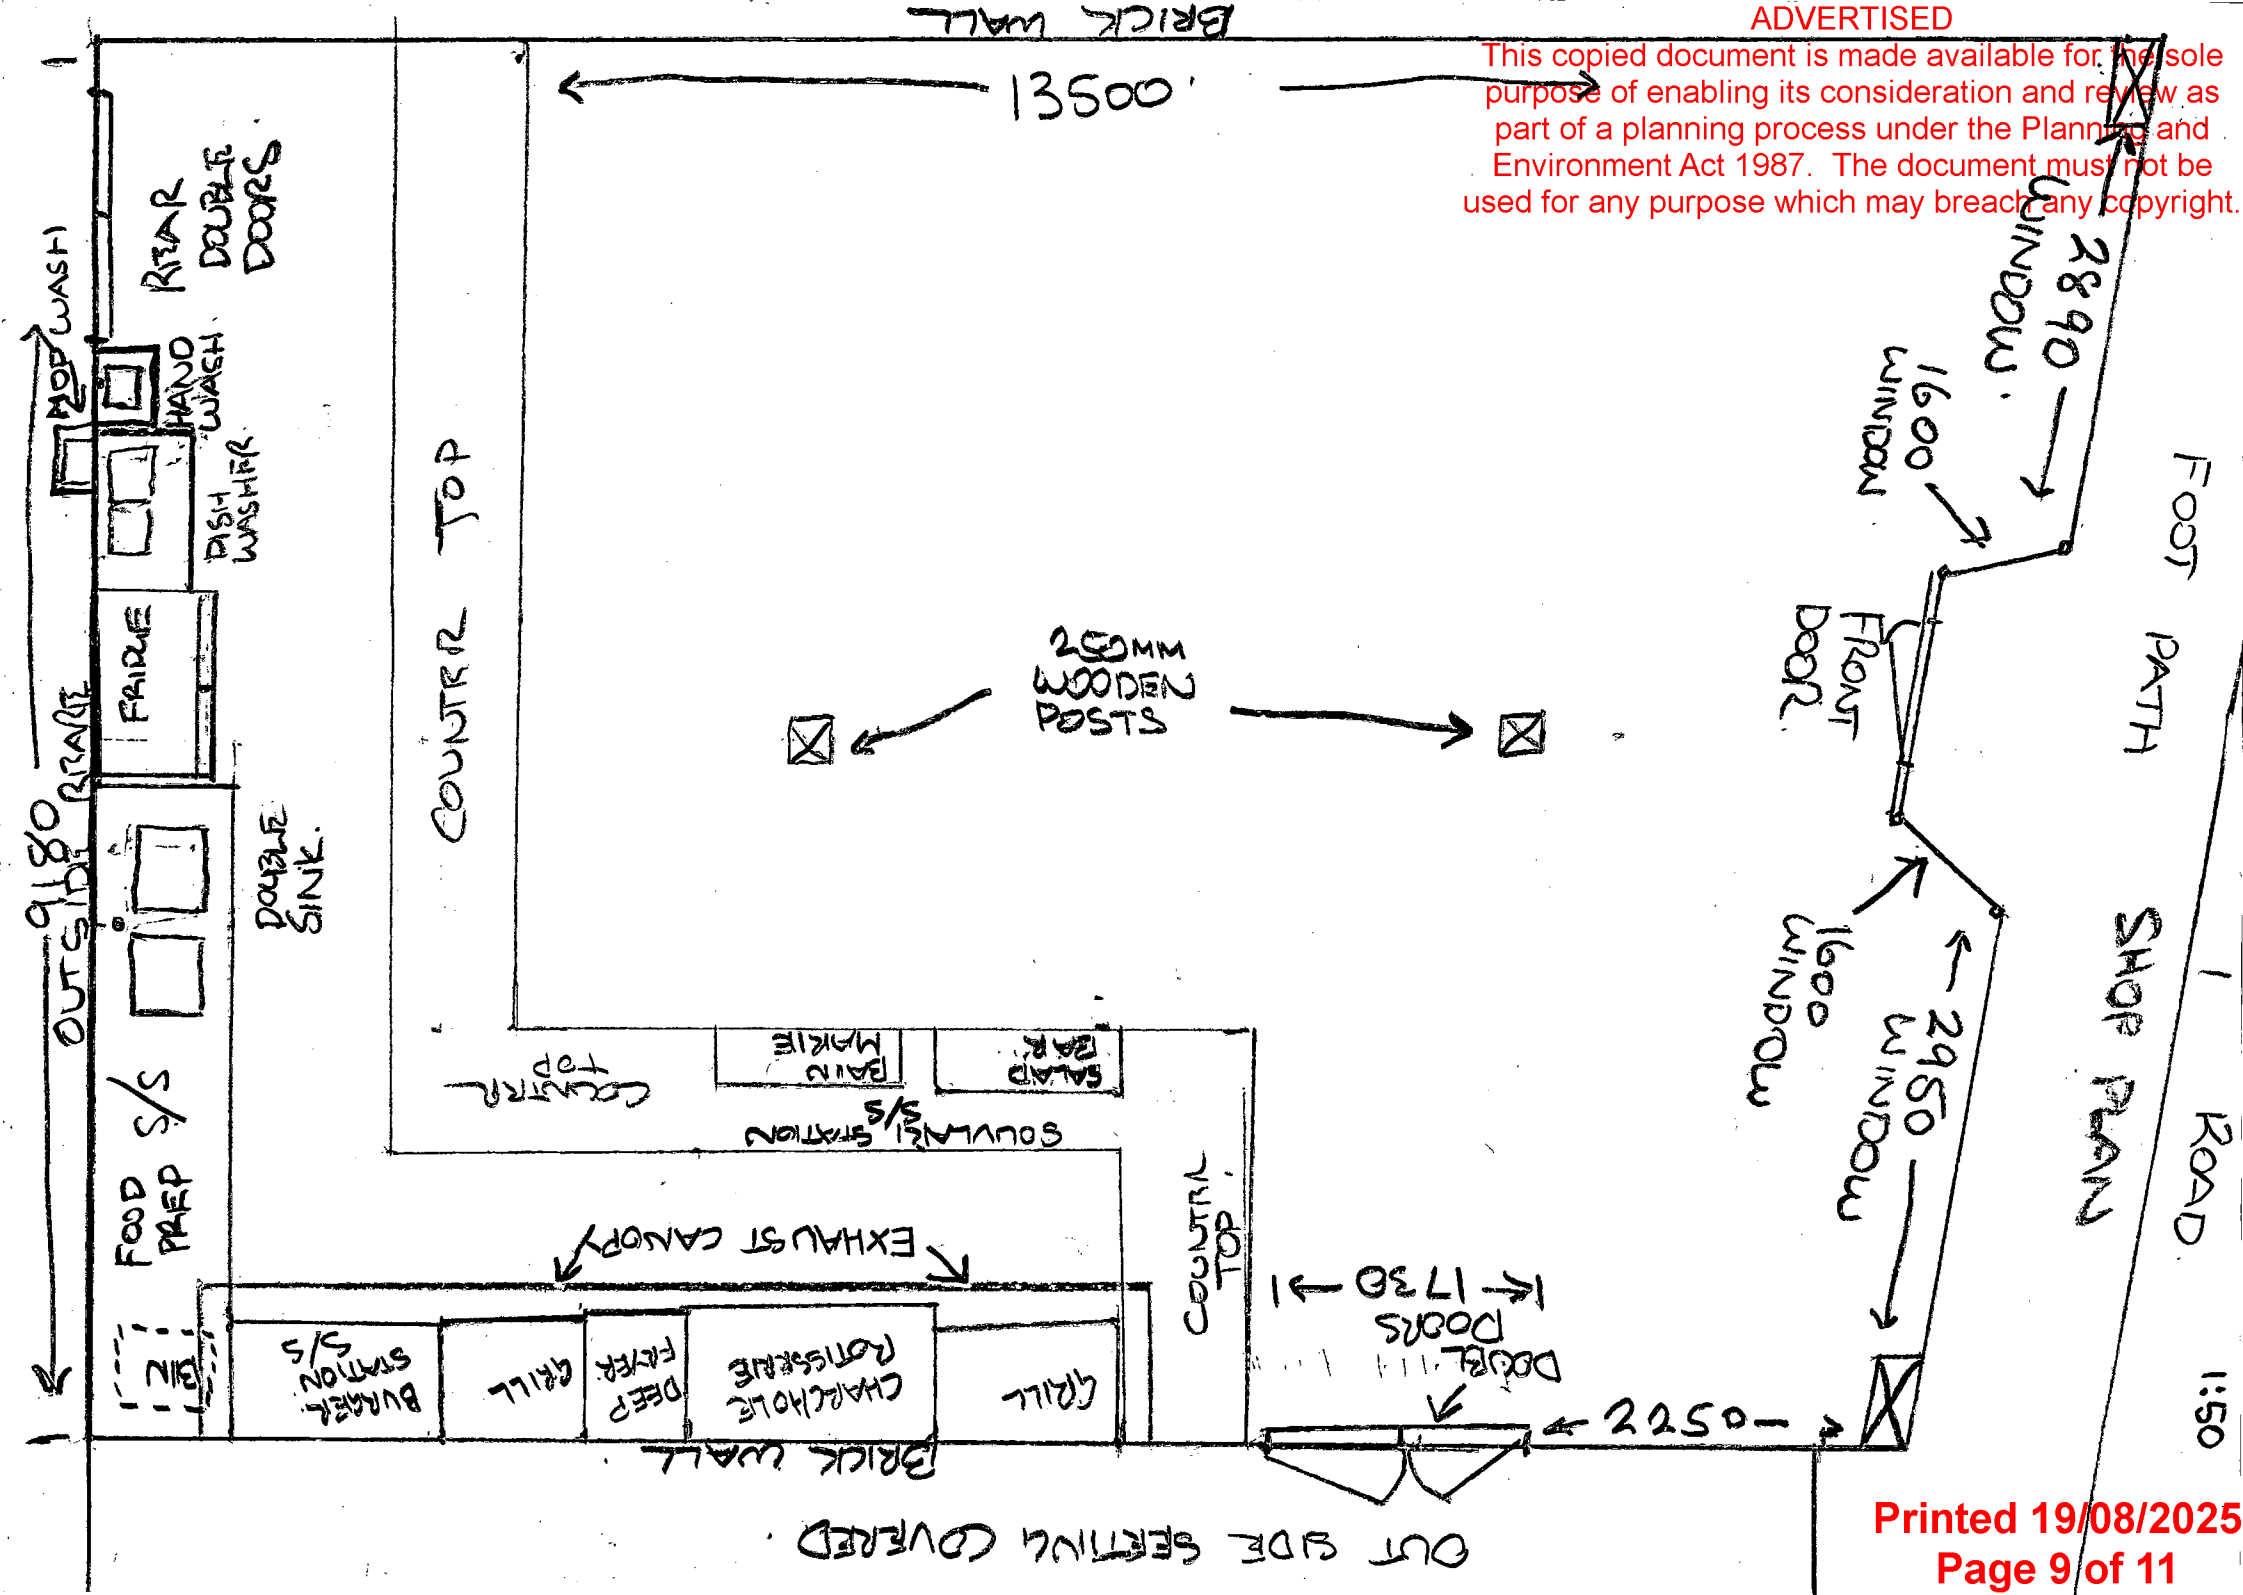 BRICK WALL
ADVERTISED
This copied document is made available for the sole
purpose of enabling its consideration and review as
part of a planning process under the Planning and
Environment Act 1987.  The document must not be
used for any purpose which may breach any copyright.
13500
REAR
DOUBLE
DOORS
MOP WASH
HAND
WASH
DISH
WASHER
FRIDGE
9180
OUTSIDE
DOUBLE
SINK.
FOOD
PREP S/S
COUNTR TOP
250MM
WOODEN
POSTS
2890
WINDOW
1600
WINDOW
FRONT
DOOR
1600
WINDOW
2950
WINDOW
FOOT PATH
SHOP PLAN
ROAD
1:50
COUNTR
TOP
BAIN
MARIE
SALAD
BAR
SOUVLAKI STATION
S/S
COUNTR
TOP
EXHAUST CANOPY
BIN
BURGER
STATION
S/S
GRILL
DEEP
FRYER
CHARCHOLE
ROTISSERIE
GRILL
1730
DOUBL
DOORS
2250
BRICK WALL
OUT SIDE SEETING COVERED
Printed 19/08/2025
Page 9 of 11